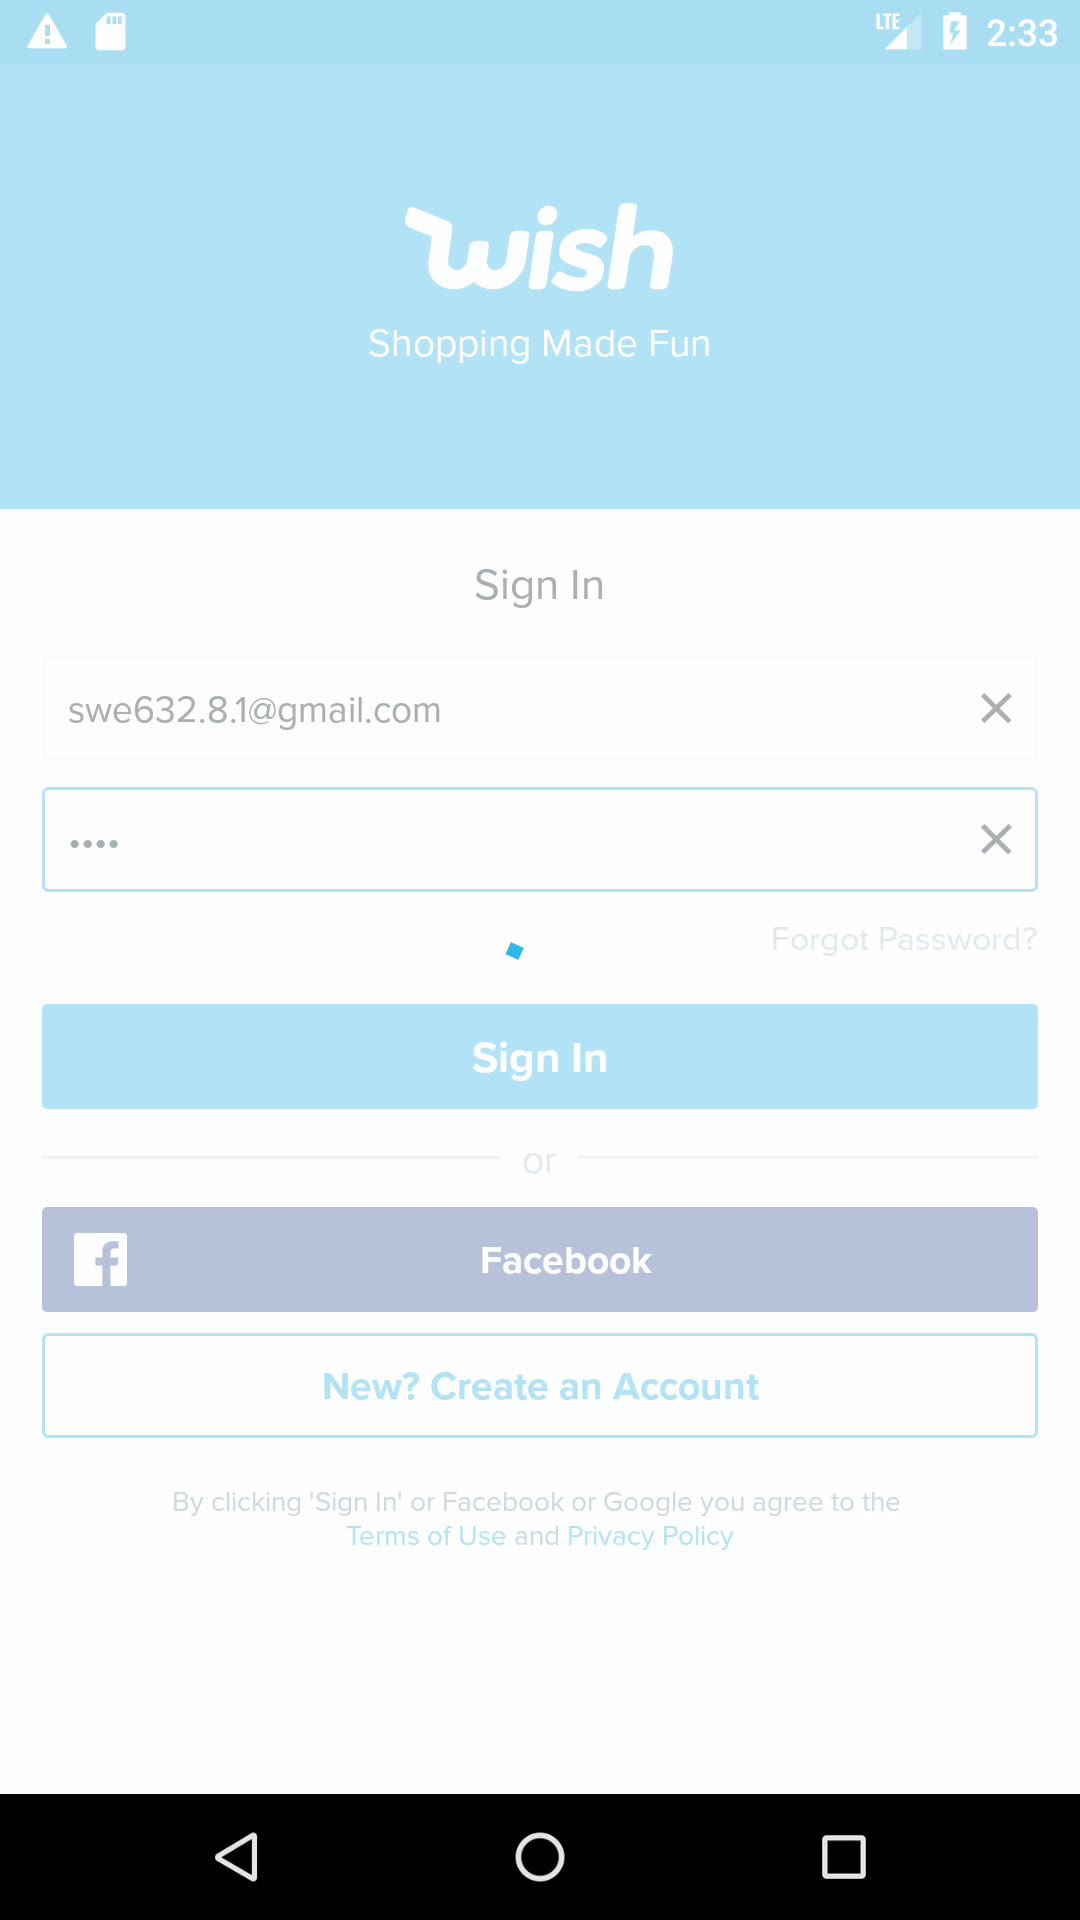 LTE 2:33
wish
Shopping Made Fun
Sign In
swe632.8.1@gmail.com
••••
Forgot Password?
Sign In
or
Facebook
New? Create an Account
By clicking 'Sign In' or Facebook or Google you agree to the
Terms of Use and Privacy Policy